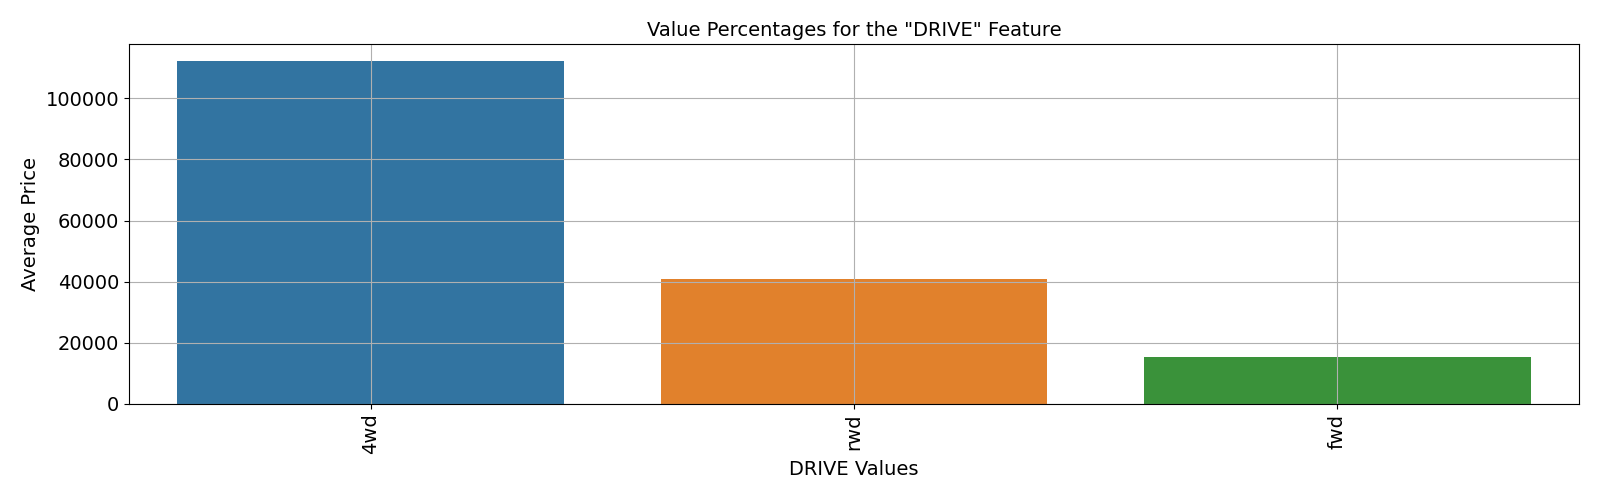 Value Percentages for the "DRIVE" Feature
Average Price
100000
80000
60000
40000
20000
0
4wd
rwd
fwd
DRIVE Values